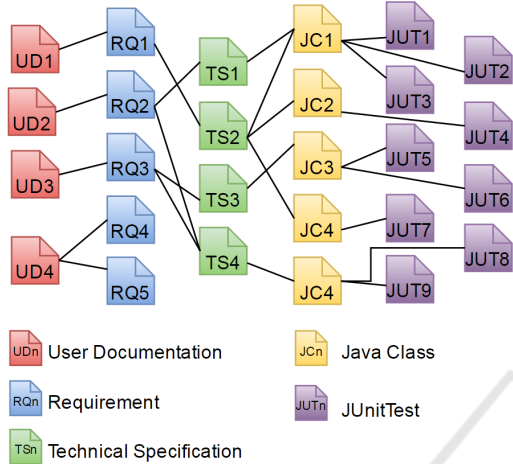 UD1
UD2
UD3
UD4
RQ1
RQ2
RQ3
RQ4
RQ5
TS1
TS2
TS3
TS4
JC1
JC2
JC3
JC4
JC4
JUT1
JUT2
JUT3
JUT4
JUT5
JUT6
JUT7
JUT8
JUT9
UDn User Documentation
RQn Requirement
TSn Technical Specification
JCn Java Class
JUTn JUnitTest